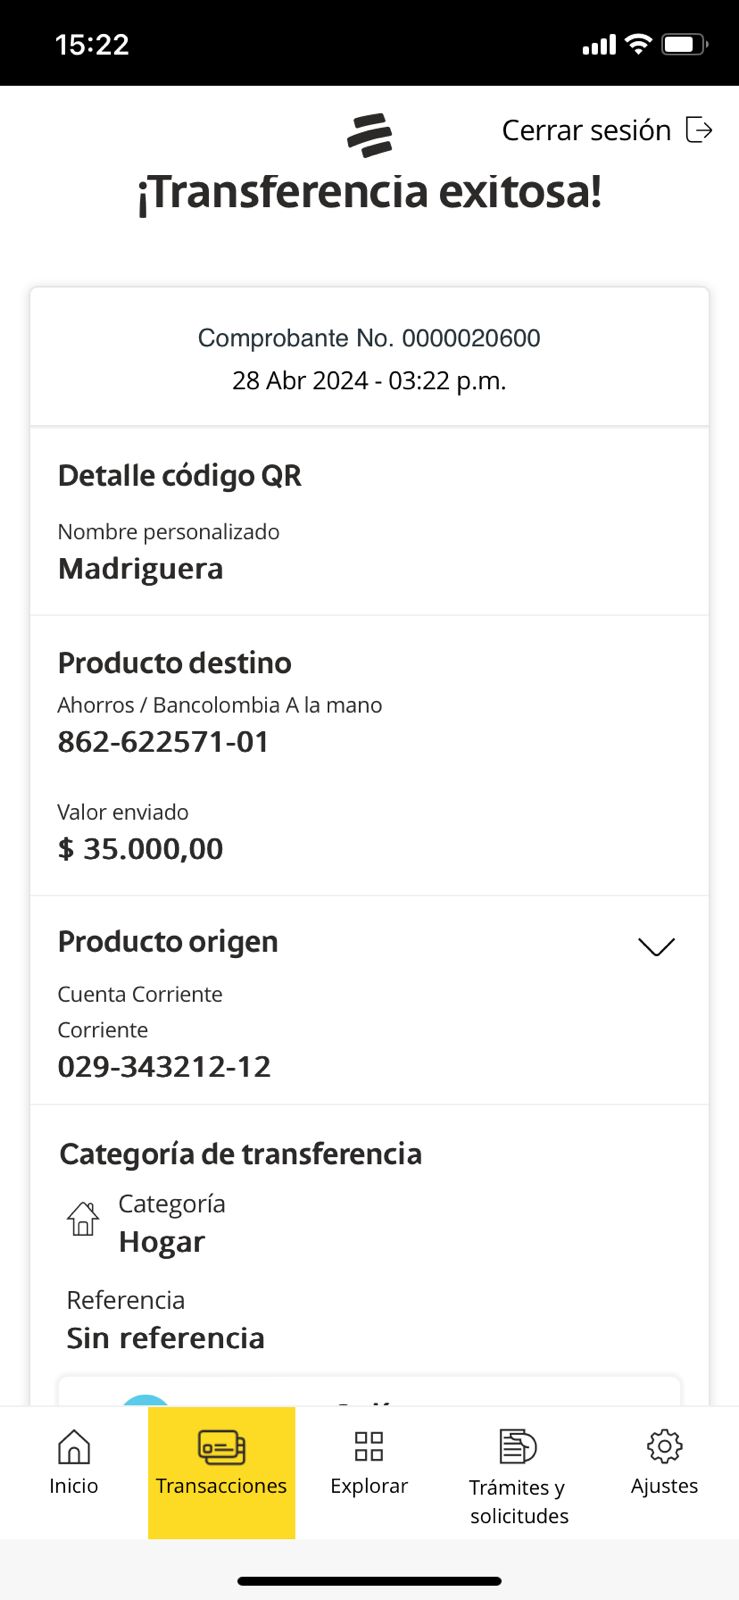 15:22
Cerrar sesión
¡Transferencia exitosa!
Comprobante No. 0000020600
28 Abr 2024 - 03:22 p.m.
Detalle código QR
Nombre personalizado
Madriguera
Producto destino
Ahorros / Bancolombia A la mano
862-622571-01
Valor enviado
$ 35.000,00
Producto origen
Cuenta Corriente
Corriente
029-343212-12
Categoría de transferencia
Categoría
Hogar
Referencia
Sin referencia
Inicio
Transacciones
Explorar
Trámites y
solicitudes
Ajustes